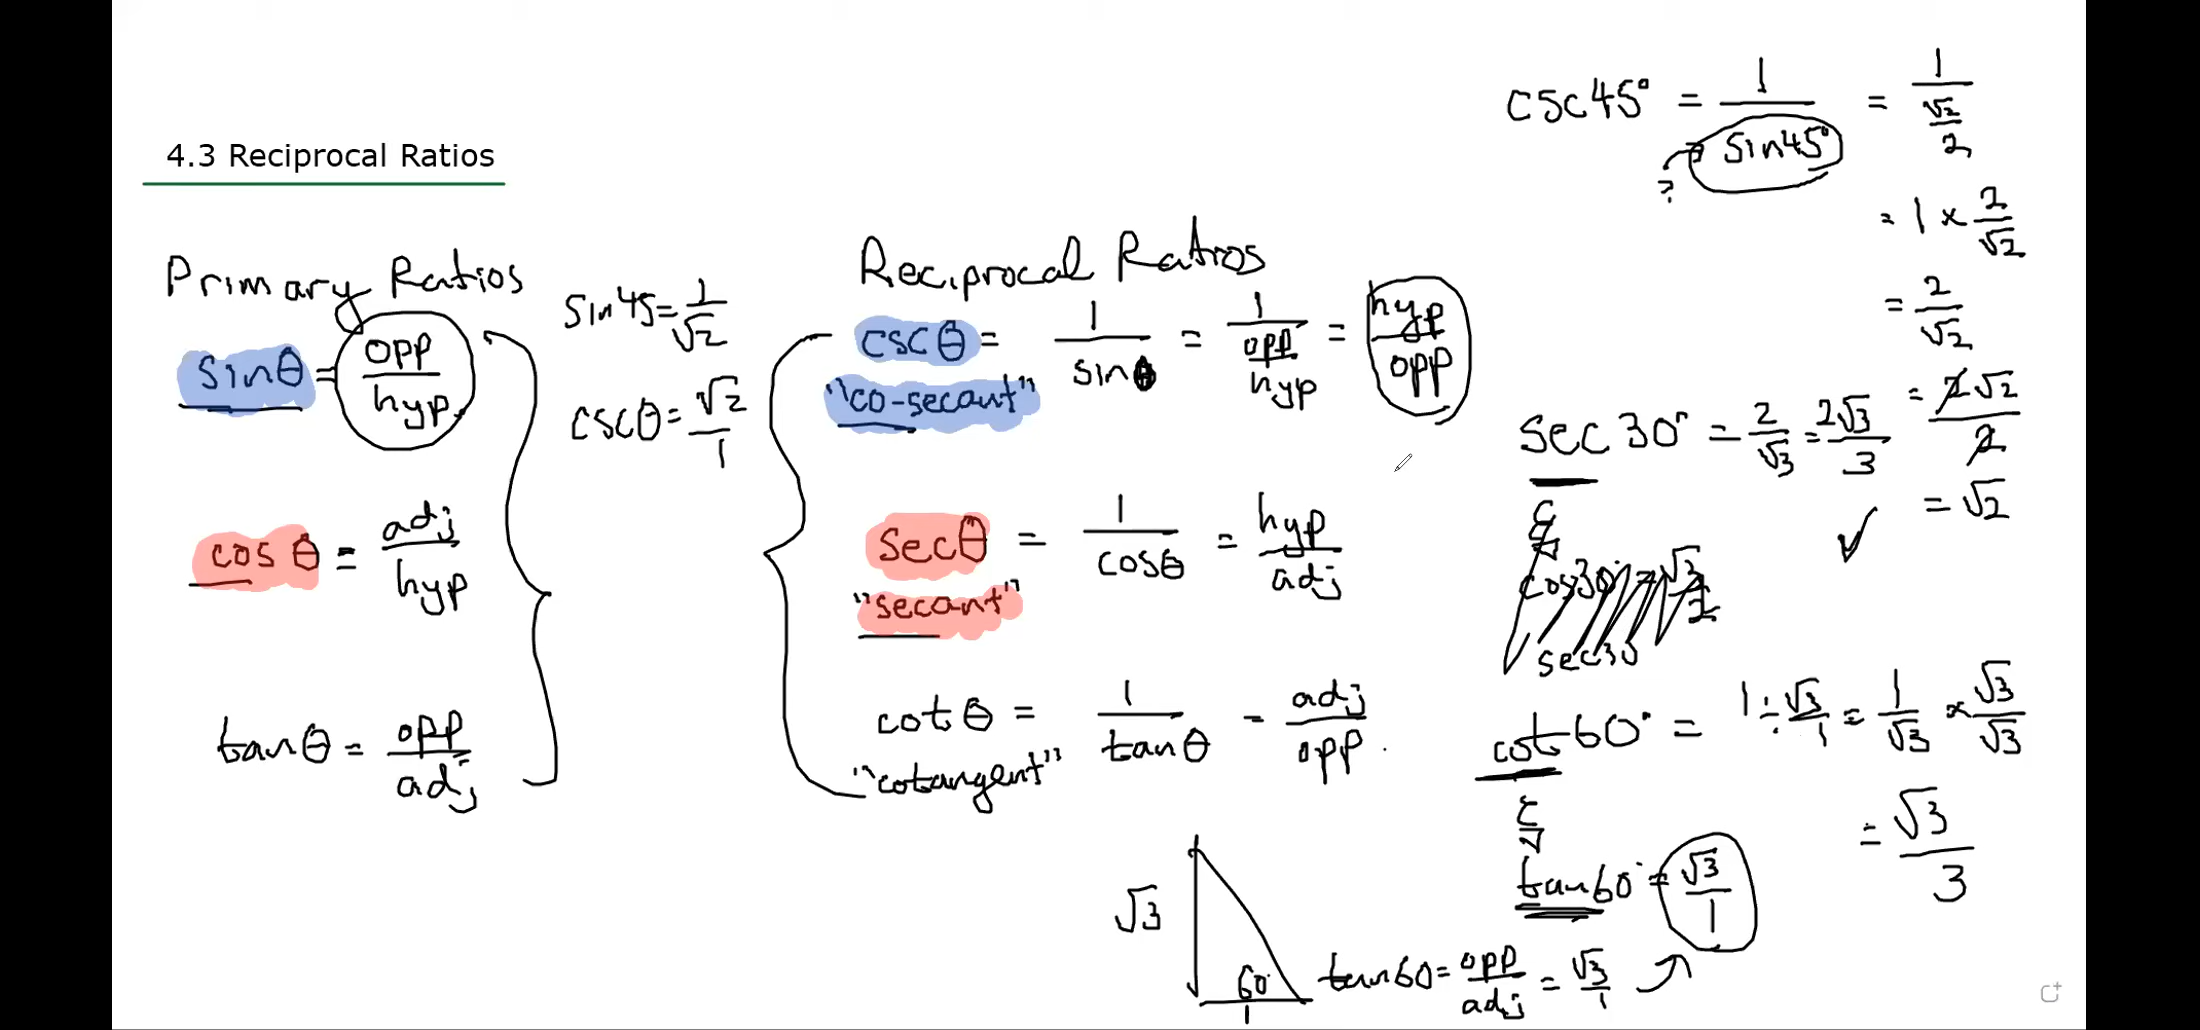 4.3 Reciprocal Ratios
Primary Ratios
sinθ = opp/hyp
cosθ = adj/hyp
tanθ = opp/adj
Sin45 = 1/√2
cscθ = √2/1
Reciprocal Ratios
cscθ = 1/sinθ = 1/(opp/hyp) = hyp/opp
"co-secant"
secθ = 1/cosθ = hyp/adj
"secant"
cotθ = 1/tanθ = adj/opp.
"cotangent"
csc45° = 1/sin45° = 1/(√2/2)
?
= 1 × 2/√2
= 2/√2
= 2√2/2
= √2
sec30° = 2/√3 = 2√3/3
cos30°
sec30
cot60° = 1 ÷ √3/1 = 1/√3 × √3/√3
= √3/3
tan60° = √3/1
√3
60°
1
tan60 = opp/adj = √3/1